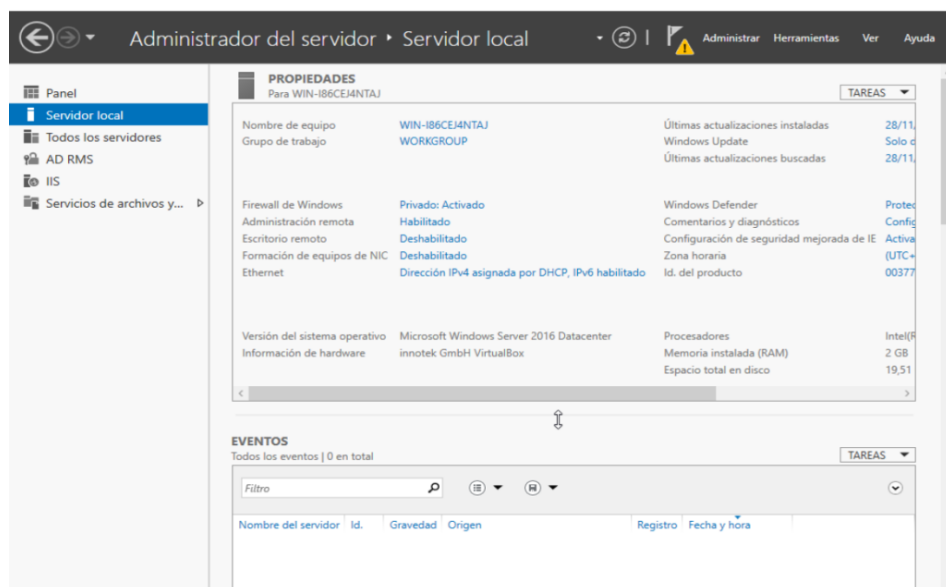 Administrador del servidor ‣ Servidor local
Administrar Herramientas Ver Ayuda
Panel
Servidor local
Todos los servidores
AD RMS
IIS
Servicios de archivos y...
PROPIEDADES
Para WIN-I86CEJ4NTAJ
TAREAS
Nombre de equipo WIN-I86CEJ4NTAJ Últimas actualizaciones instaladas 28/11,
Grupo de trabajo WORKGROUP Windows Update Solo d
Últimas actualizaciones buscadas 28/11,
Firewall de Windows Privado: Activado Windows Defender Protec
Administración remota Habilitado Comentarios y diagnósticos Config
Escritorio remoto Deshabilitado Configuración de seguridad mejorada de IE Activa
Formación de equipos de NIC Deshabilitado Zona horaria (UTC+
Ethernet Dirección IPv4 asignada por DHCP, IPv6 habilitado Id. del producto 00377
Versión del sistema operativo Microsoft Windows Server 2016 Datacenter Procesadores Intel(R
Información de hardware innotek GmbH VirtualBox Memoria instalada (RAM) 2 GB
Espacio total en disco 19,51
EVENTOS
Todos los eventos | 0 en total
TAREAS
Filtro
Nombre del servidor Id. Gravedad Origen Registro Fecha y hora